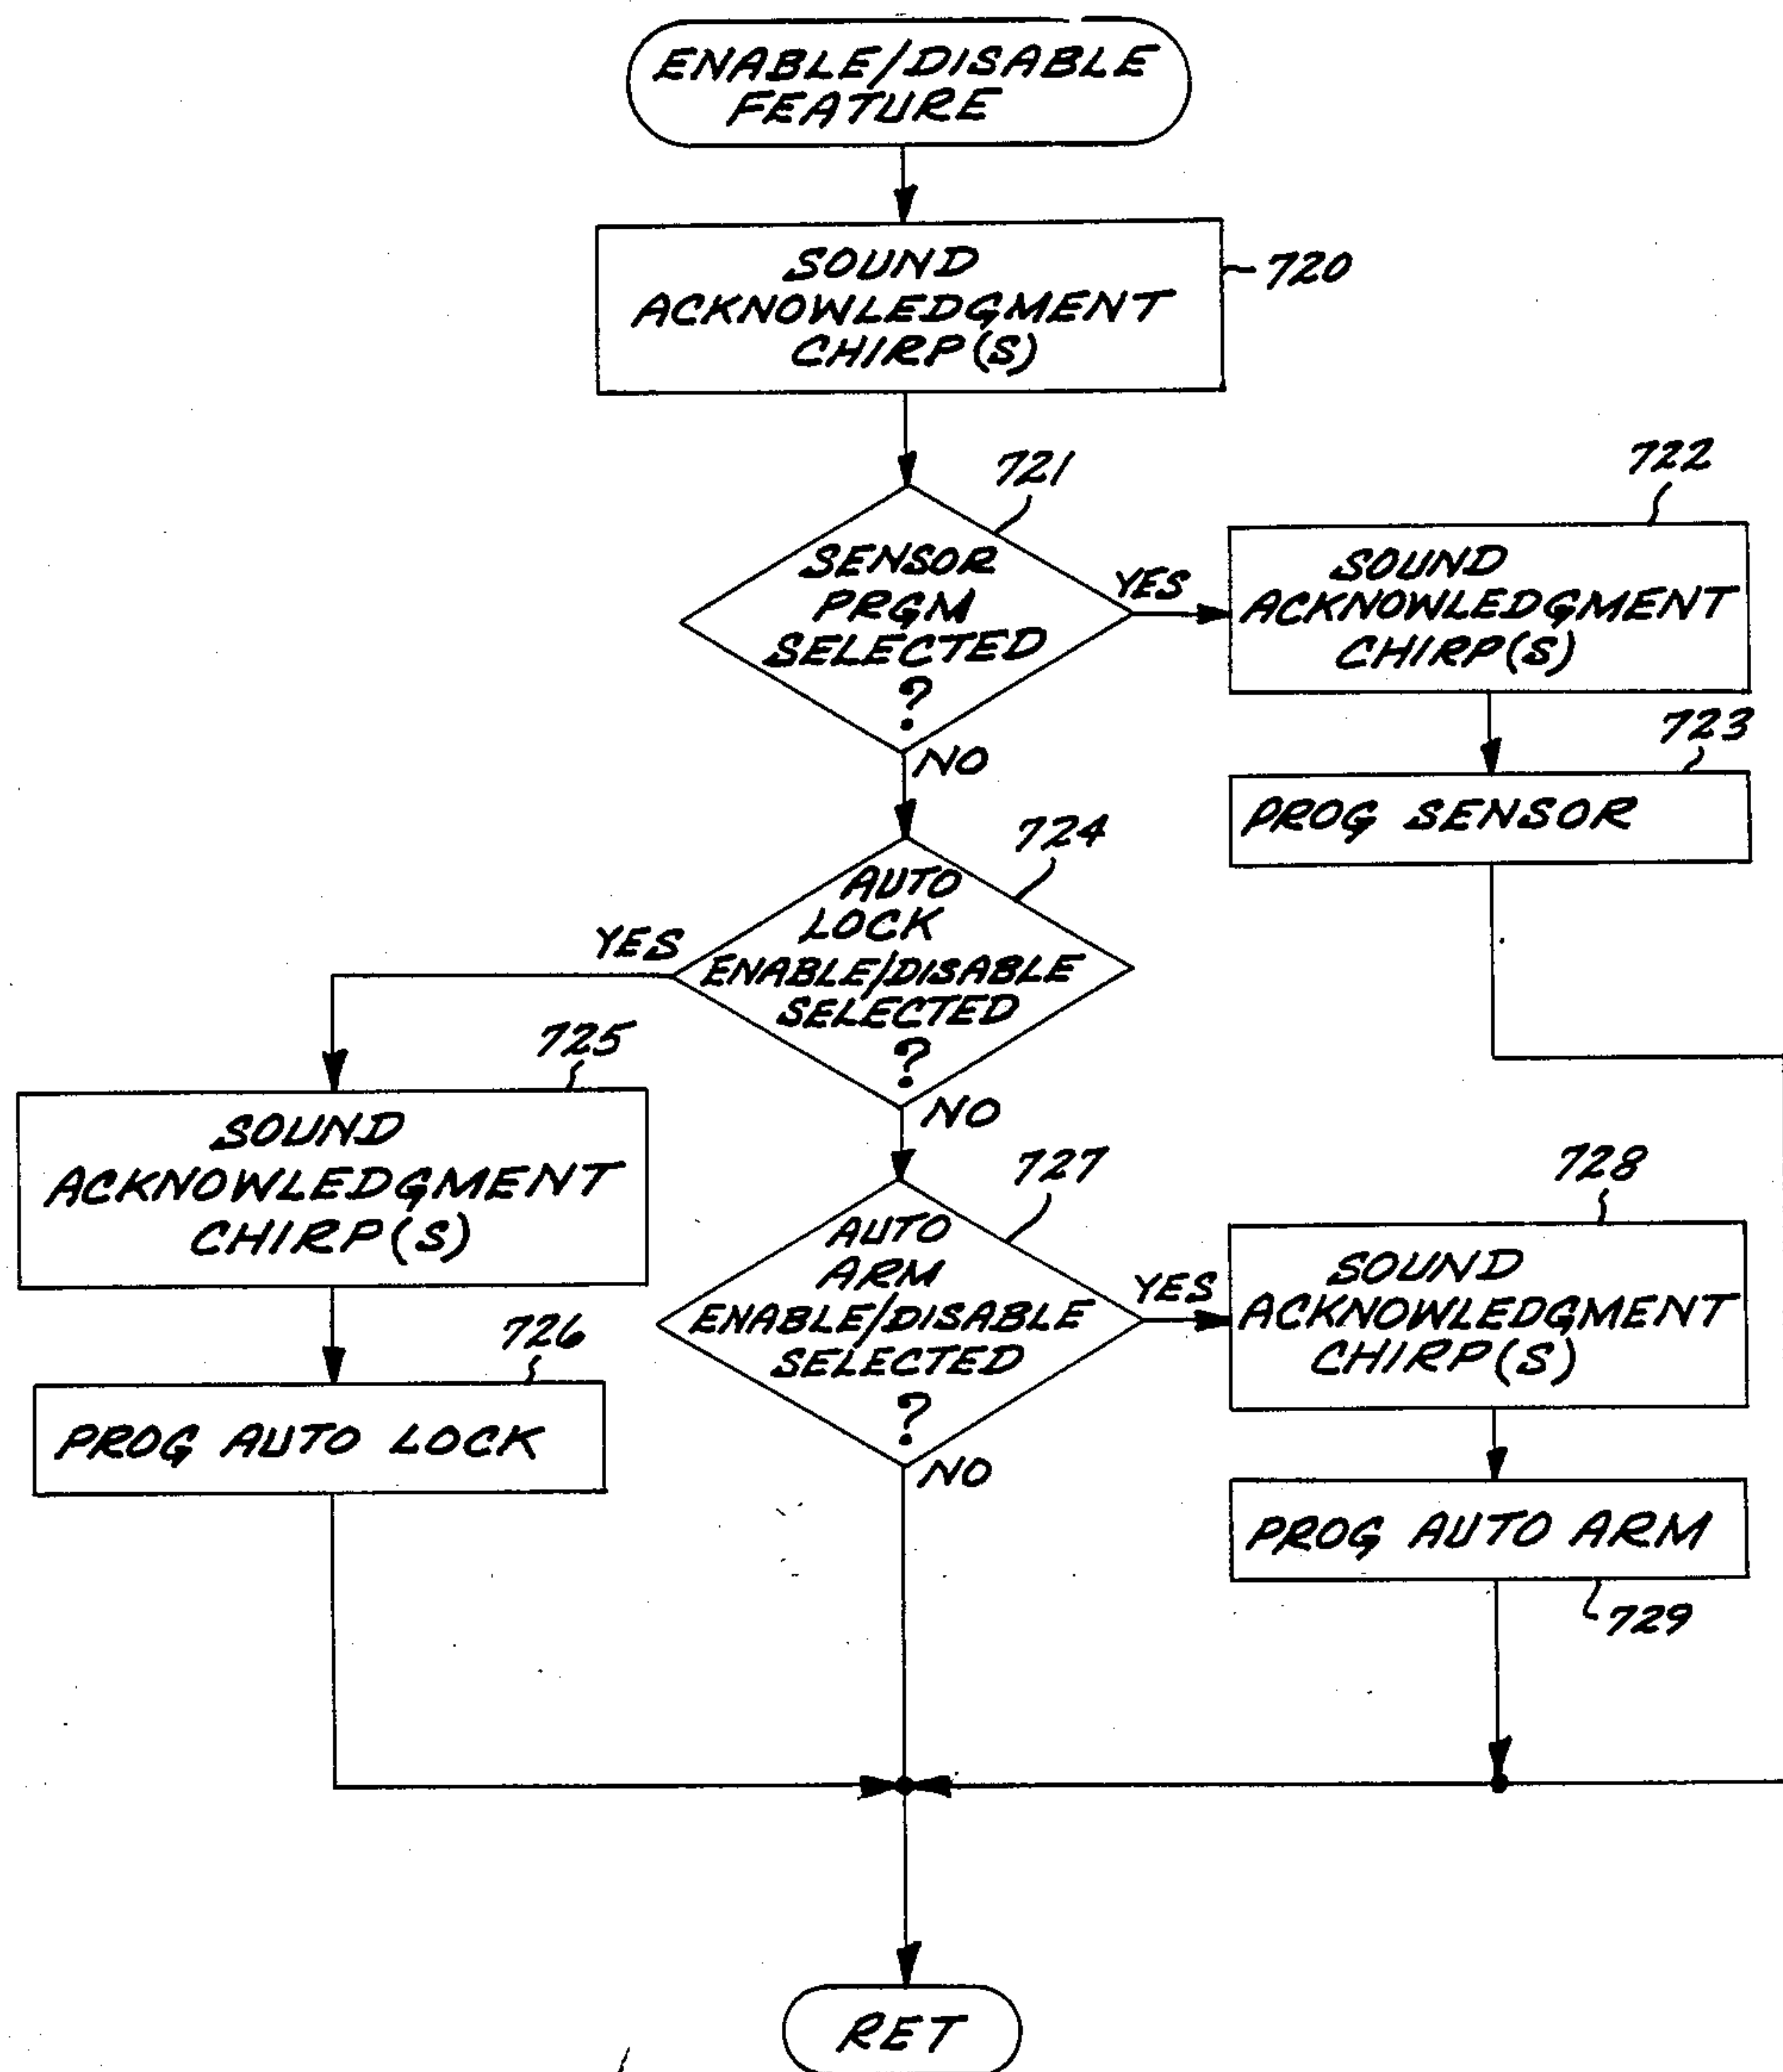 ENABLE/DISABLE
FEATURE
SOUND
ACKNOWLEDGMENT
CHIRP(S)
720
721
SENSOR
PRGM
SELECTED
?
YES
NO
722
SOUND
ACKNOWLEDGMENT
CHIRP(S)
723
PROG SENSOR
724
AUTO
LOCK
ENABLE/DISABLE
SELECTED
?
YES
NO
725
SOUND
ACKNOWLEDGMENT
CHIRP(S)
726
PROG AUTO LOCK
727
AUTO
ARM
ENABLE/DISABLE
SELECTED
?
YES
NO
728
SOUND
ACKNOWLEDGMENT
CHIRP(S)
PROG AUTO ARM
729
RET